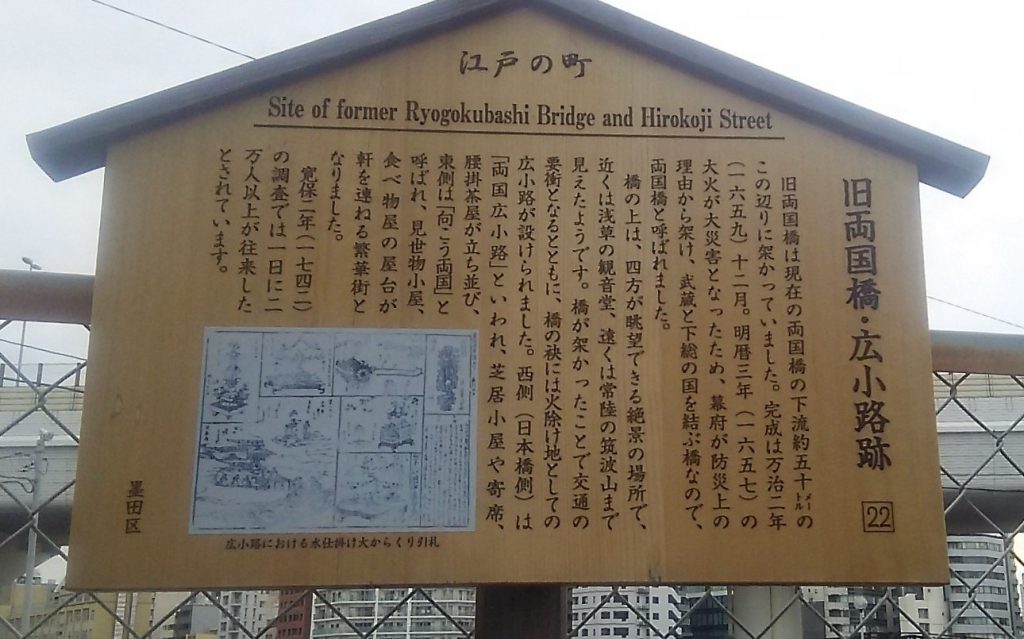 江戸の町
Site of former Ryogokubashi Bridge and Hirokoji Street
旧両国橋・広小路跡
22
旧両国橋は現在の両国橋の下流約五十メートルの
この辺りに架かっていました。完成は万治二年
(一六五九)十二月。明暦三年(一六五七)の
大火が大災害となったため、幕府が防災上の
理由から架け、武蔵と下総の国を結ぶ橋なので、
両国橋と呼ばれました。
橋の上は、四方が眺望できる絶景の場所で、
近くは浅草の観音堂、遠くは常陸の筑波山まで
見えたようです。橋が架かったことで交通の
要衝となるとともに、橋の袂には火除け地としての
広小路が設けられました。西側(日本橋側)は
「両国広小路」といわれ、芝居小屋や寄席、
腰掛茶屋が立ち並び、
東側は「向こう両国」と
呼ばれ、見世物小屋、
食べ物屋の屋台が
軒を連ねる繁華街と
なりました。
寛保二年(一七四二)
の調査では一日に二
万人以上が往来した
とされています。
広小路における水仕掛け大からくり引札
墨田区